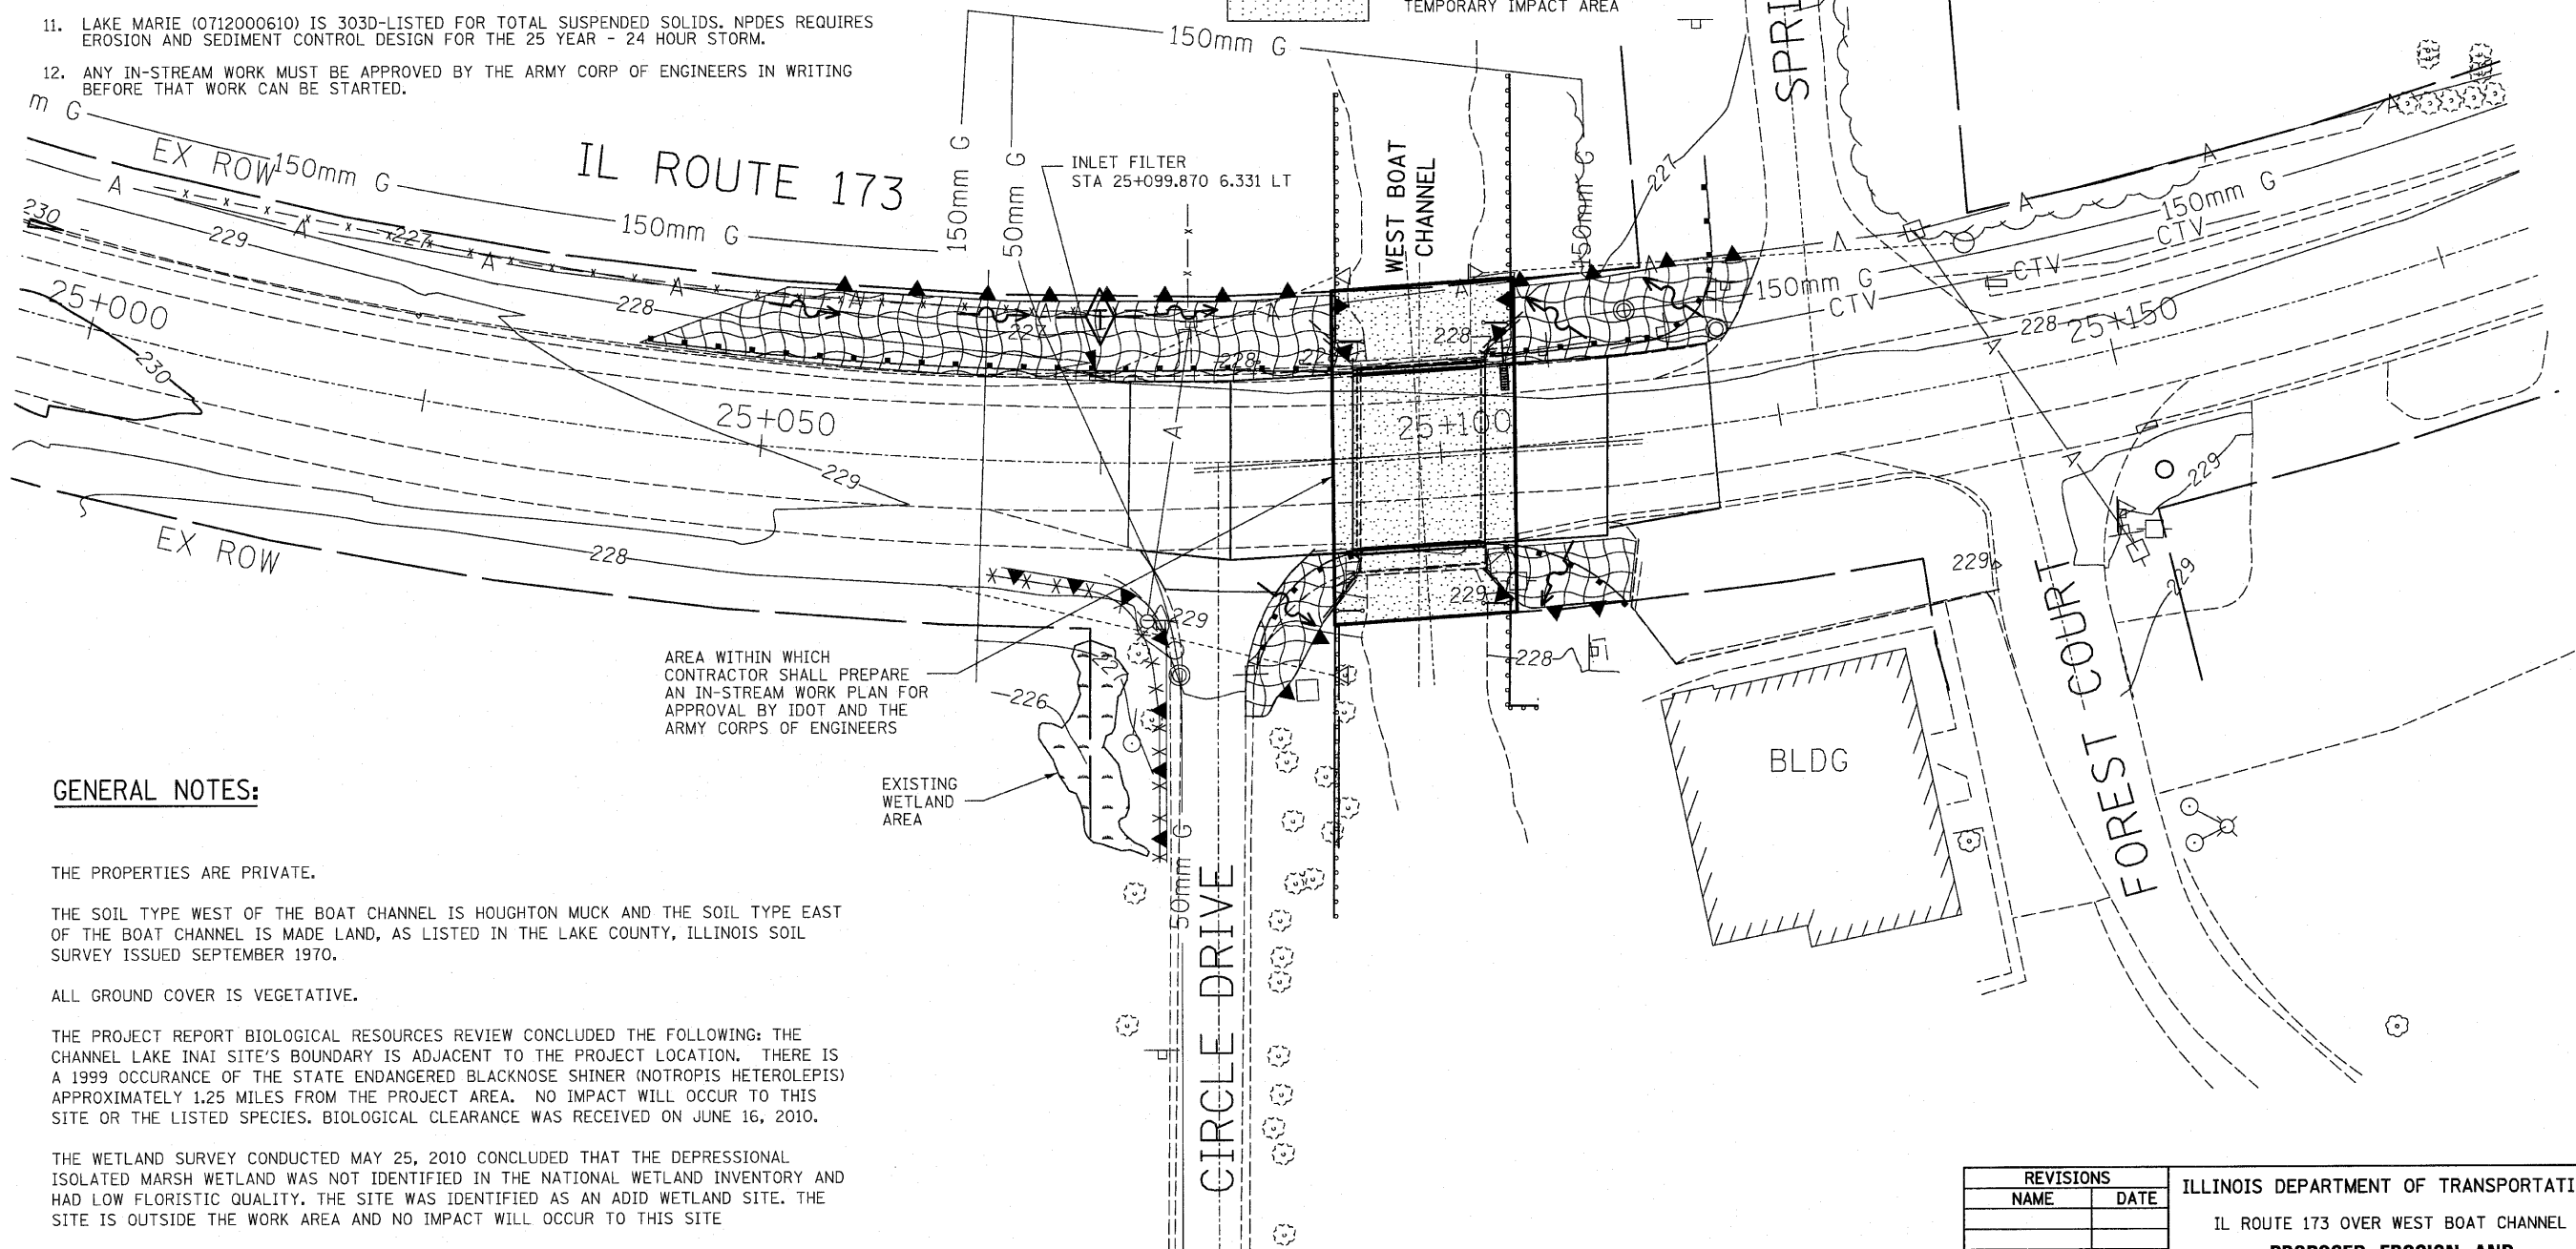 11. LAKE MARIE (0712000610) IS 303D-LISTED FOR TOTAL SUSPENDED SOLIDS. NPDES REQUIRES
EROSION AND SEDIMENT CONTROL DESIGN FOR THE 25 YEAR - 24 HOUR STORM.
12. ANY IN-STREAM WORK MUST BE APPROVED BY THE ARMY CORP OF ENGINEERS IN WRITING
BEFORE THAT WORK CAN BE STARTED.
TEMPORARY IMPACT AREA
150mm G
m G
EX ROW
150mm G
IL ROUTE 173
150mm G
150mm G
50mm G
INLET FILTER
STA 25+099.870 6.331 LT
WEST BOAT
CHANNEL
150mm G
227
SPRI
A
A
A
150mm G
CTV
CTV
150mm G
CTV
230
229
A
A
227
A
A
228
227
228
228
I
25+000
230
25+050
229
A
25+100
228
25+150
A
A
229
EX ROW
228
229
229
229
229
228
227
226
AREA WITHIN WHICH
CONTRACTOR SHALL PREPARE
AN IN-STREAM WORK PLAN FOR
APPROVAL BY IDOT AND THE
ARMY CORPS OF ENGINEERS
EXISTING
WETLAND
AREA
BLDG
FOREST COURT
50mm G
CIRCLE DRIVE
GENERAL NOTES:
THE PROPERTIES ARE PRIVATE.
THE SOIL TYPE WEST OF THE BOAT CHANNEL IS HOUGHTON MUCK AND THE SOIL TYPE EAST
OF THE BOAT CHANNEL IS MADE LAND, AS LISTED IN THE LAKE COUNTY, ILLINOIS SOIL
SURVEY ISSUED SEPTEMBER 1970.
ALL GROUND COVER IS VEGETATIVE.
THE PROJECT REPORT BIOLOGICAL RESOURCES REVIEW CONCLUDED THE FOLLOWING: THE
CHANNEL LAKE INAI SITE'S BOUNDARY IS ADJACENT TO THE PROJECT LOCATION. THERE IS
A 1999 OCCURANCE OF THE STATE ENDANGERED BLACKNOSE SHINER (NOTROPIS HETEROLEPIS)
APPROXIMATELY 1.25 MILES FROM THE PROJECT AREA. NO IMPACT WILL OCCUR TO THIS
SITE OR THE LISTED SPECIES. BIOLOGICAL CLEARANCE WAS RECEIVED ON JUNE 16, 2010.
THE WETLAND SURVEY CONDUCTED MAY 25, 2010 CONCLUDED THAT THE DEPRESSIONAL
ISOLATED MARSH WETLAND WAS NOT IDENTIFIED IN THE NATIONAL WETLAND INVENTORY AND
HAD LOW FLORISTIC QUALITY. THE SITE WAS IDENTIFIED AS AN ADID WETLAND SITE. THE
SITE IS OUTSIDE THE WORK AREA AND NO IMPACT WILL OCCUR TO THIS SITE
REVISIONS
NAME DATE
ILLINOIS DEPARTMENT OF TRANSPORTATI
IL ROUTE 173 OVER WEST BOAT CHANNEL
PROPOSED EROSION AND